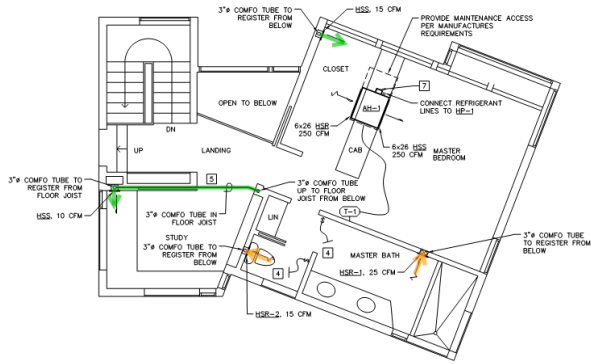 3"ø COMFO TUBE TO
REGISTER FROM
BELOW
HSS, 15 CFM
PROVIDE MAINTENANCE ACCESS
PER MANUFACTURES
REQUIREMENTS
CLOSET
7
OPEN TO BELOW
AH-1
CONNECT REFRIGERANT
LINES TO HP-1
6x26 HSR
250 CFM
DN
UP
LANDING
6x26 HSS
250 CFM
MASTER
BEDROOM
CAB
3"ø COMFO TUBE TO
REGISTER FROM
FLOOR JOIST
5
3"ø COMFO TUBE
UP TO FLOOR
JOIST FROM BELOW
HSS, 10 CFM
3"ø COMFO TUBE IN
FLOOR JOIST
LIN
T-1
STUDY
3"ø COMFO TUBE TO
REGISTER FROM
BELOW
4
4
MASTER BATH
HSR-1, 25 CFM
3"ø COMFO TUBE
TO REGISTER FROM
BELOW
HSR-2, 15 CFM